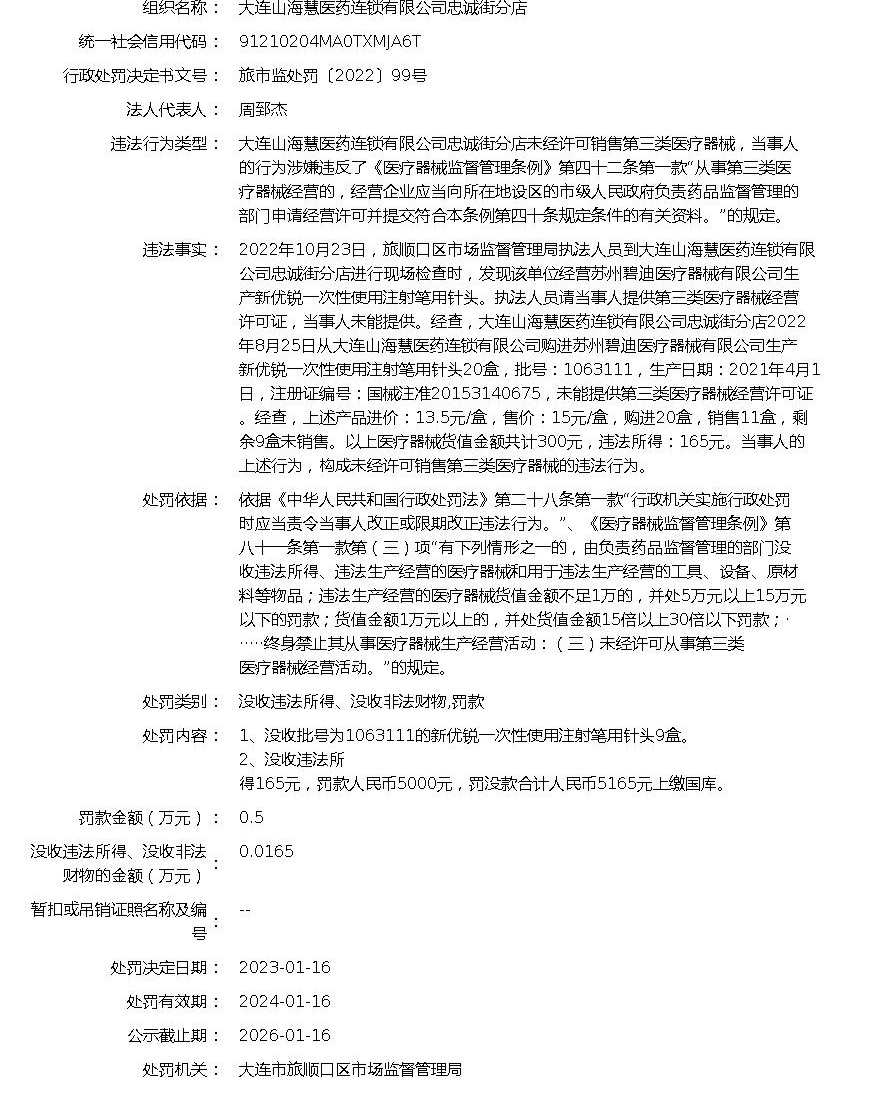 组织名称： 大连山海慧医药连锁有限公司忠诚街分店
统一社会信用代码： 91210204MA0TXMJA6T
行政处罚决定书文号： 旅市监处罚〔2022〕99号
法人代表人： 周郅杰
违法行为类型： 大连山海慧医药连锁有限公司忠诚街分店未经许可销售第三类医疗器械，当事人
的行为涉嫌违反了《医疗器械监督管理条例》第四十二条第一款“从事第三类医
疗器械经营的，经营企业应当向所在地设区的市级人民政府负责药品监督管理的
部门申请经营许可并提交符合本条例第四十条规定条件的有关资料。”的规定。
违法事实： 2022年10月23日，旅顺口区市场监督管理局执法人员到大连山海慧医药连锁有限
公司忠诚街分店进行现场检查时，发现该单位经营苏州碧迪医疗器械有限公司生
产新优锐一次性使用注射笔用针头。执法人员请当事人提供第三类医疗器械经营
许可证，当事人未能提供。经查，大连山海慧医药连锁有限公司忠诚街分店2022
年8月25日从大连山海慧医药连锁有限公司购进苏州碧迪医疗器械有限公司生产
新优锐一次性使用注射笔用针头20盒，批号：1063111，生产日期：2021年4月1
日，注册证编号：国械注准20153140675，未能提供第三类医疗器械经营许可证
。经查，上述产品进价：13.5元/盒，售价：15元/盒，购进20盒，销售11盒，剩
余9盒未销售。以上医疗器械货值金额共计300元，违法所得：165元。当事人的
上述行为，构成未经许可销售第三类医疗器械的违法行为。
处罚依据： 依据《中华人民共和国行政处罚法》第二十八条第一款“行政机关实施行政处罚
时应当责令当事人改正或限期改正违法行为。”、《医疗器械监督管理条例》第
八十一条第一款第（三）项“有下列情形之一的，由负责药品监督管理的部门没
收违法所得、违法生产经营的医疗器械和用于违法生产经营的工具、设备、原材
料等物品；违法生产经营的医疗器械货值金额不足1万的，并处5万元以上15万元
以下的罚款；货值金额1万元以上的，并处货值金额15倍以上30倍以下罚款；·
·····终身禁止其从事医疗器械生产经营活动：（三）未经许可从事第三类
医疗器械经营活动。”的规定。
处罚类别： 没收违法所得、没收非法财物,罚款
处罚内容： 1、没收批号为1063111的新优锐一次性使用注射笔用针头9盒。
2、没收违法所
得165元，罚款人民币5000元，罚没款合计人民币5165元上缴国库。
罚款金额（万元）： 0.5
没收违法所得、没收非法
财物的金额（万元）： 0.0165
暂扣或吊销证照名称及编
号： --
处罚决定日期： 2023-01-16
处罚有效期： 2024-01-16
公示截止期： 2026-01-16
处罚机关： 大连市旅顺口区市场监督管理局